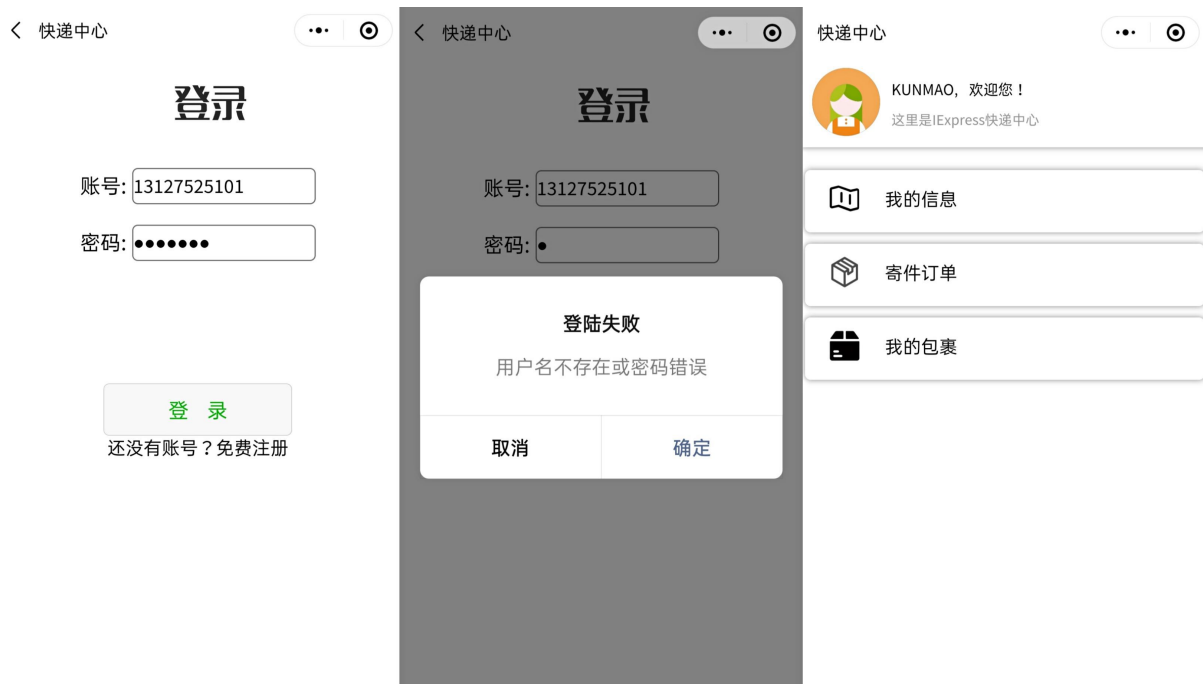 快递中心
登录
账号: 13127525101
密码: ●●●●●●●
登 录
还没有账号？免费注册
快递中心
登录
账号: 13127525101
密码: ●
登陆失败
用户名不存在或密码错误
取消 确定
快递中心
KUNMAO，欢迎您！
这里是IExpress快递中心
我的信息
寄件订单
我的包裹